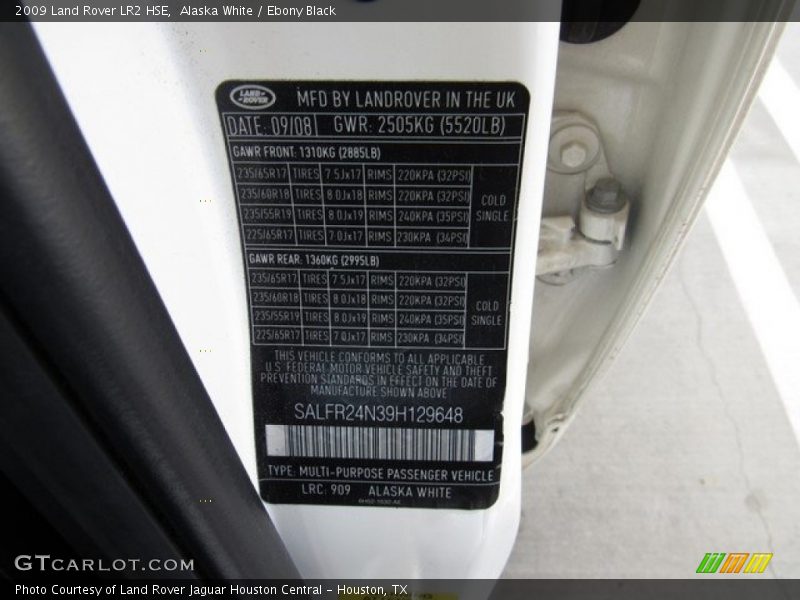 2009 Land Rover LR2 HSE,  Alaska White / Ebony Black
LAND ROVER
MFD BY LANDROVER IN THE UK
DATE: 09/08 GWR: 2505KG (5520LB)
GAWR FRONT: 1310KG (2885LB)
235/65R17 TIRES 7.5Jx17 RIMS 220KPA (32PSI)
235/60R18 TIRES 8.0Jx18 RIMS 220KPA (32PSI)
235/55R19 TIRES 8.0Jx19 RIMS 240KPA (35PSI)
225/65R17 TIRES 7.0Jx17 RIMS 230KPA (34PSI)
COLD
SINGLE
GAWR REAR: 1360KG (2995LB)
235/65R17 TIRES 7.5Jx17 RIMS 220KPA (32PSI)
235/60R18 TIRES 8.0Jx18 RIMS 220KPA (32PSI)
235/55R19 TIRES 8.0Jx19 RIMS 240KPA (35PSI)
225/65R17 TIRES 7.0Jx17 RIMS 230KPA (34PSI)
COLD
SINGLE
THIS VEHICLE CONFORMS TO ALL APPLICABLE
U.S. FEDERAL MOTOR VEHICLE SAFETY AND THEFT
PREVENTION STANDARDS IN EFFECT ON THE DATE OF
MANUFACTURE SHOWN ABOVE
SALFR24N39H129648
TYPE: MULTI-PURPOSE PASSENGER VEHICLE
LRC: 909 ALASKA WHITE
GTCARLOT.COM
Photo Courtesy of Land Rover Jaguar Houston Central - Houston, TX